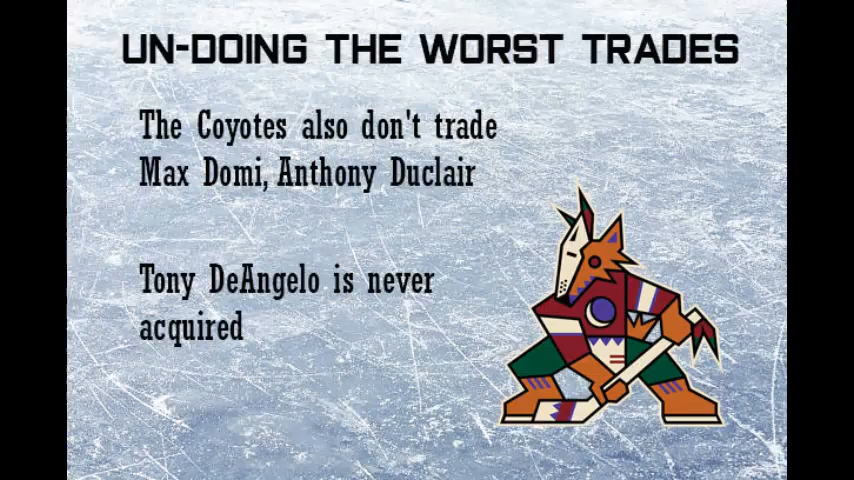 UN-DOING THE WORST TRADES
The Coyotes also don't trade
Max Domi, Anthony Duclair
Tony DeAngelo is never
acquired